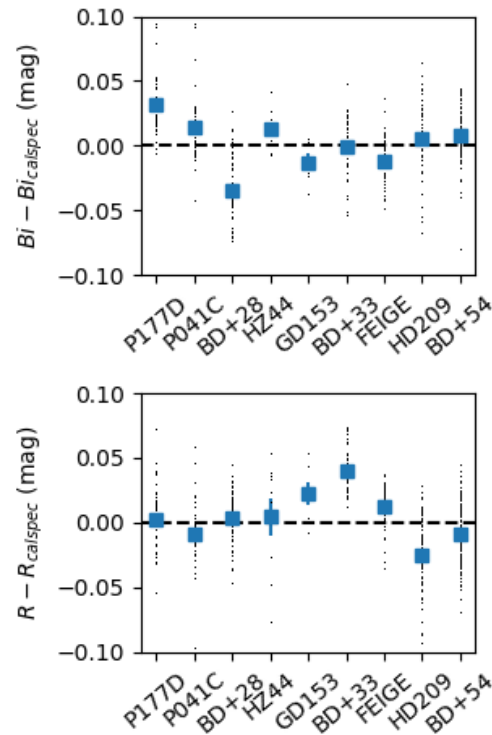 0.10
0.05
0.00
−0.05
−0.10
Bi − Bi_calspec (mag)
P177D P041C BD+28 HZ44 GD153 BD+33 FEIGE HD209 BD+54
0.10
0.05
0.00
−0.05
−0.10
R − R_calspec (mag)
P177D P041C BD+28 HZ44 GD153 BD+33 FEIGE HD209 BD+54